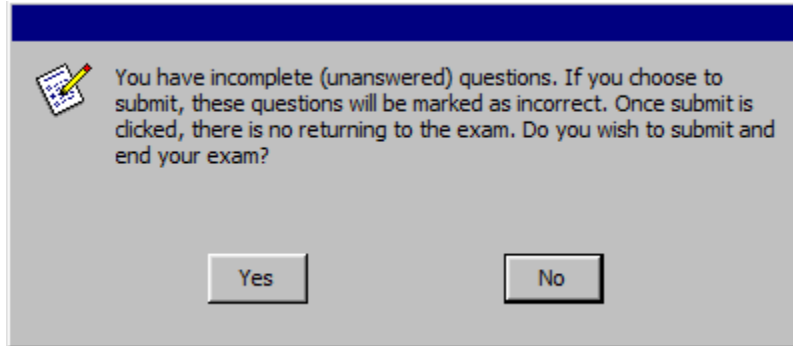 You have incomplete (unanswered) questions. If you choose to
submit, these questions will be marked as incorrect. Once submit is
clicked, there is no returning to the exam. Do you wish to submit and
end your exam?
Yes
No